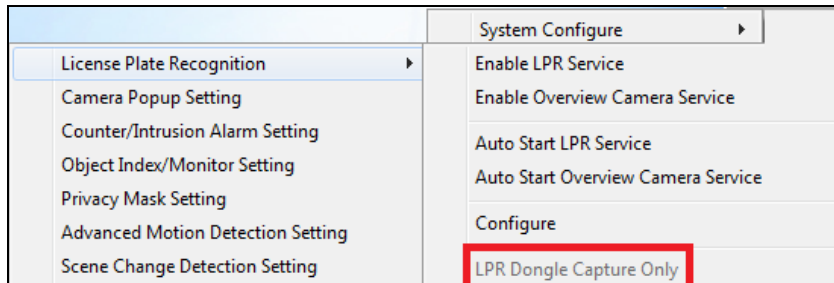 System Configure
License Plate Recognition
Camera Popup Setting
Counter/Intrusion Alarm Setting
Object Index/Monitor Setting
Privacy Mask Setting
Advanced Motion Detection Setting
Scene Change Detection Setting
Enable LPR Service
Enable Overview Camera Service
Auto Start LPR Service
Auto Start Overview Camera Service
Configure
LPR Dongle Capture Only